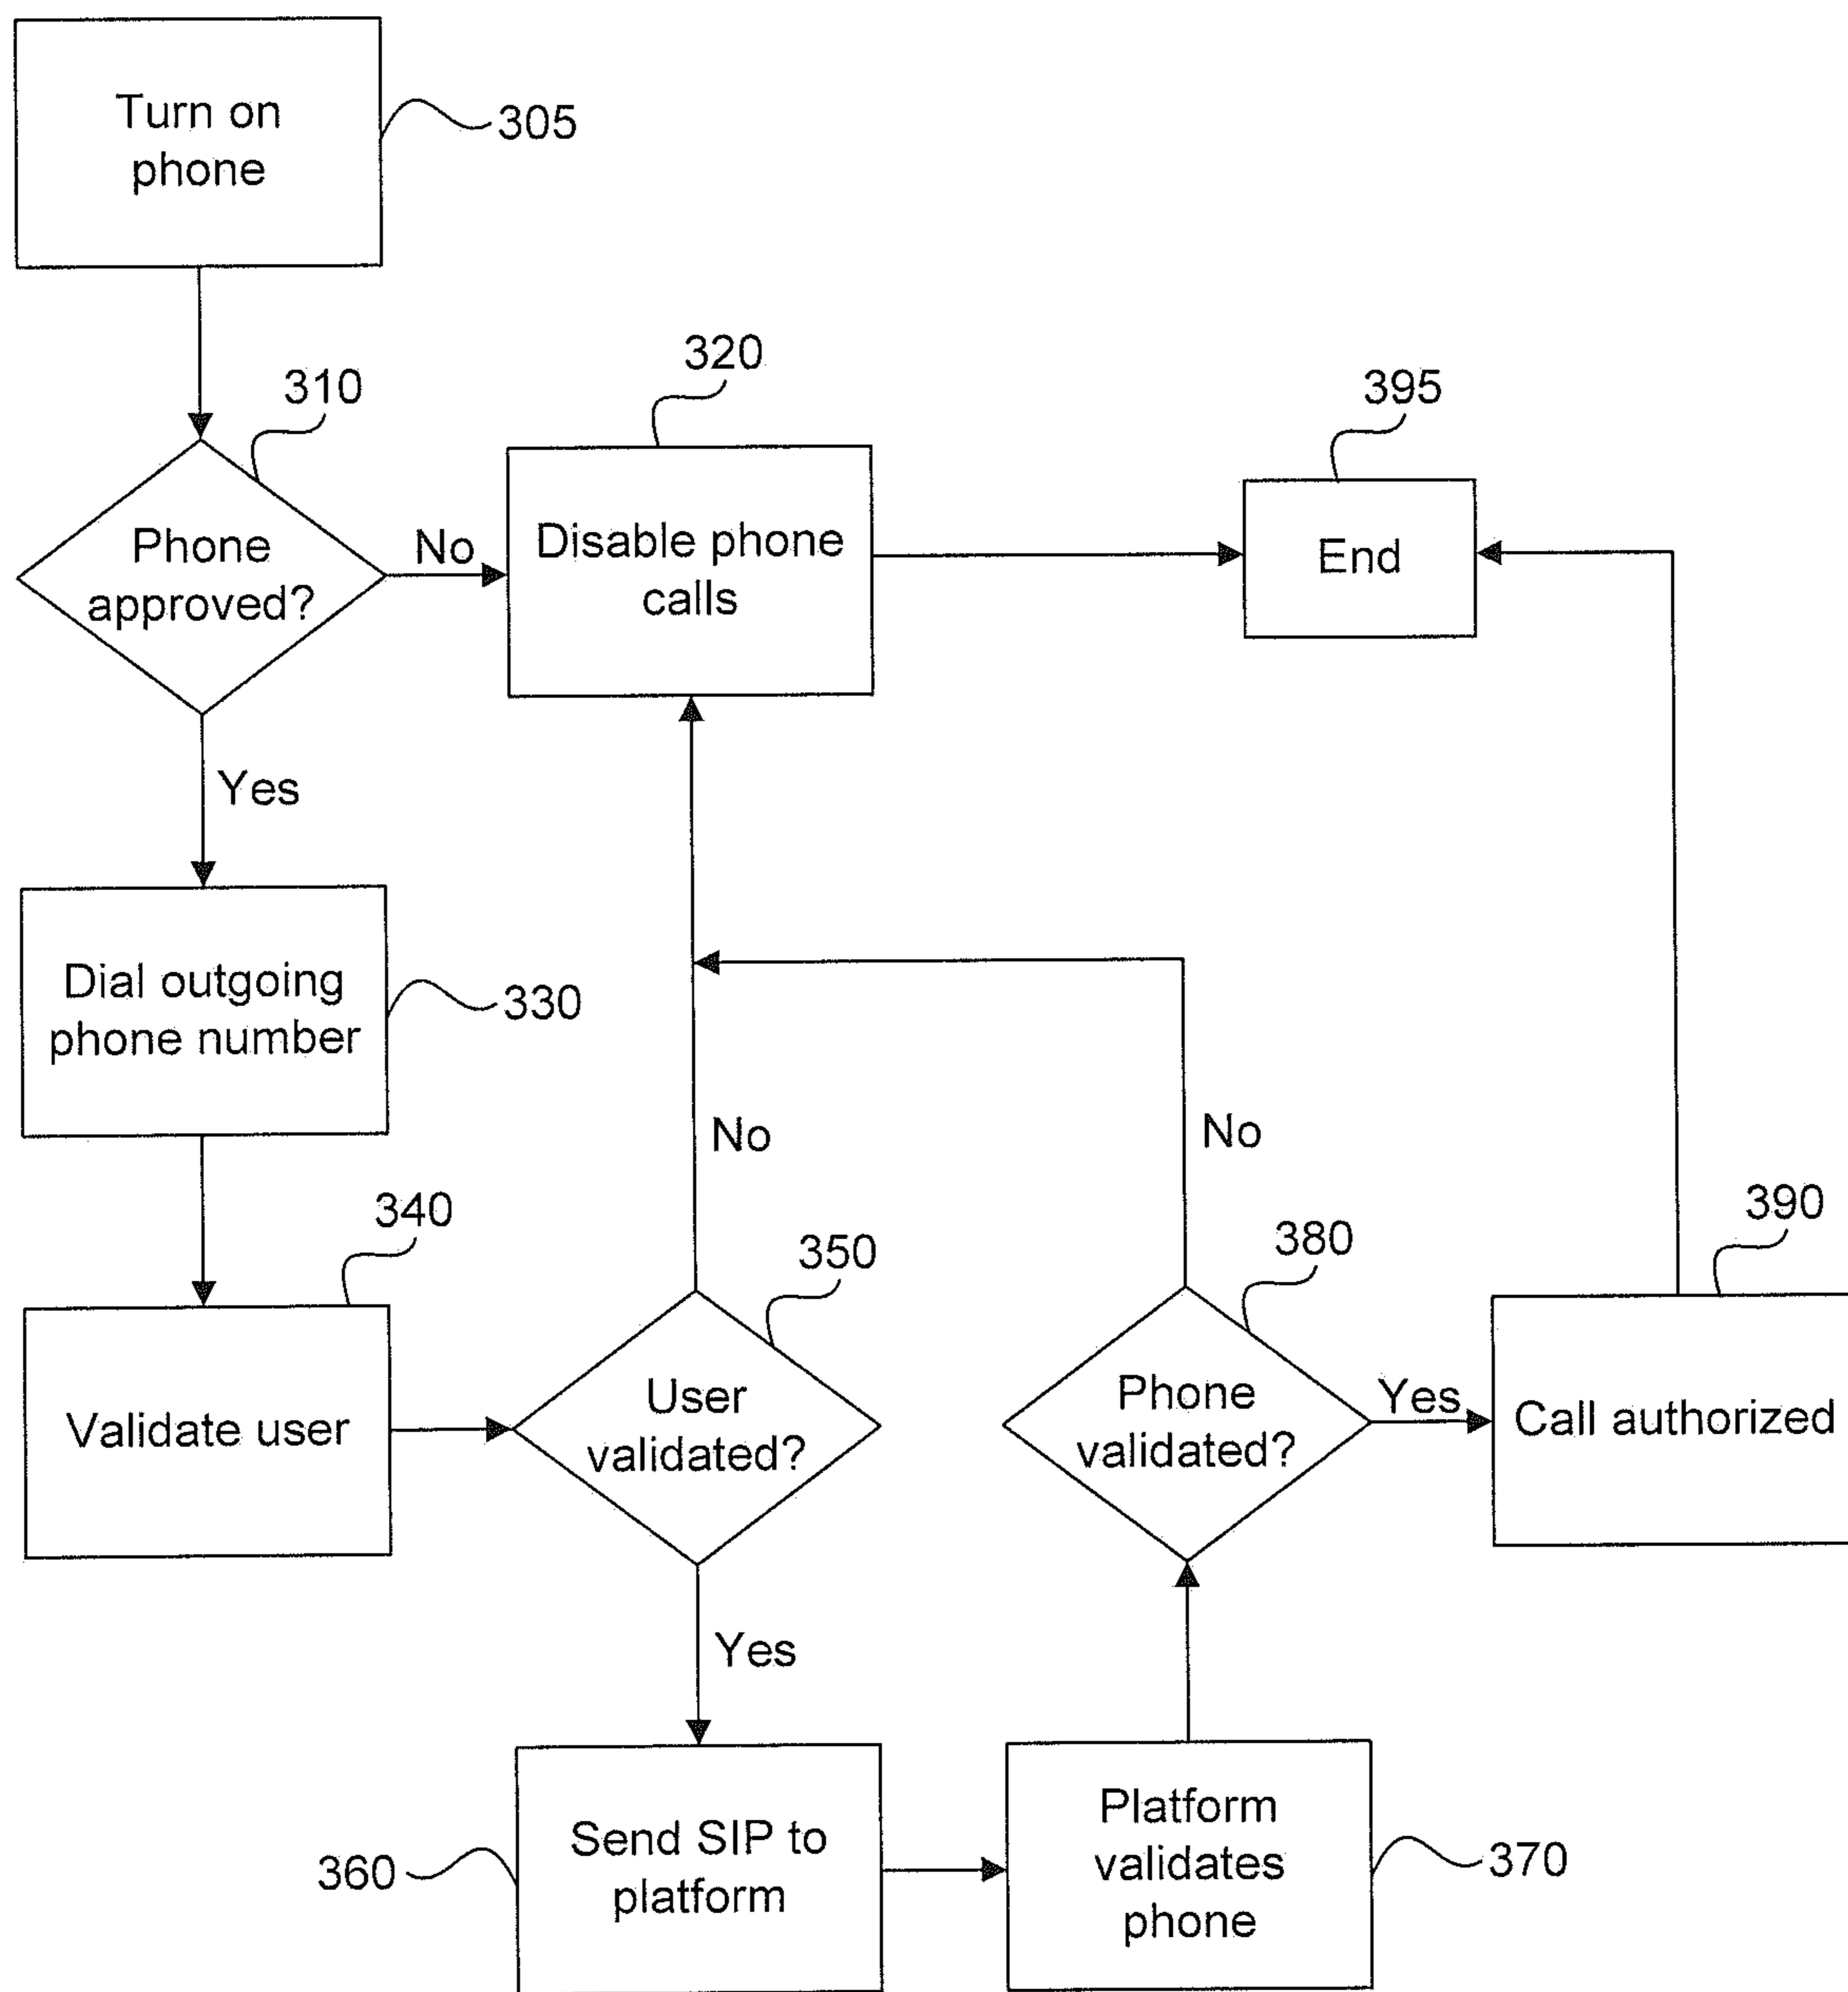 Turn on
phone
305
310
320
395
Phone
approved?
No
Disable phone
calls
End
Yes
Dial outgoing
phone number
330
No
No
340
350
380
390
Validate user
User
validated?
Phone
validated?
Yes
Call authorized
Yes
360
Send SIP to
platform
Platform
validates
phone
370